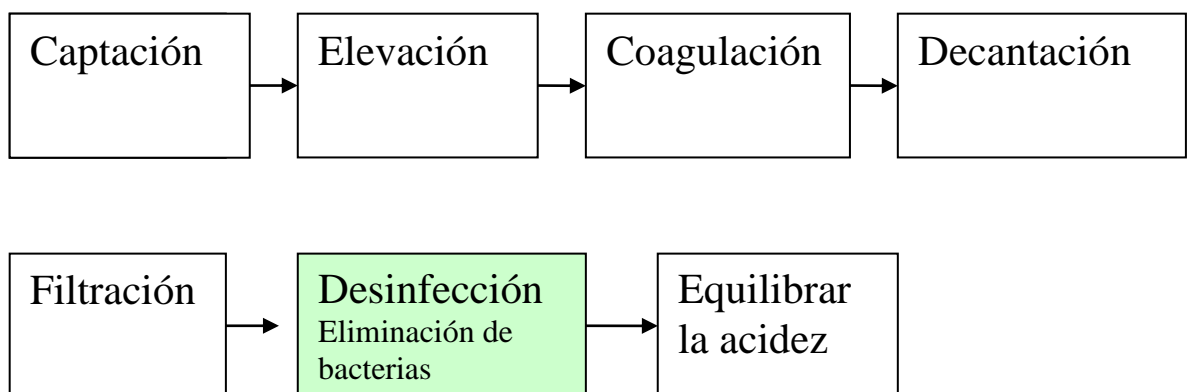 Captación
Elevación
Coagulación
Decantación
Filtración
Desinfección
Eliminación de
bacterias
Equilibrar
la acidez